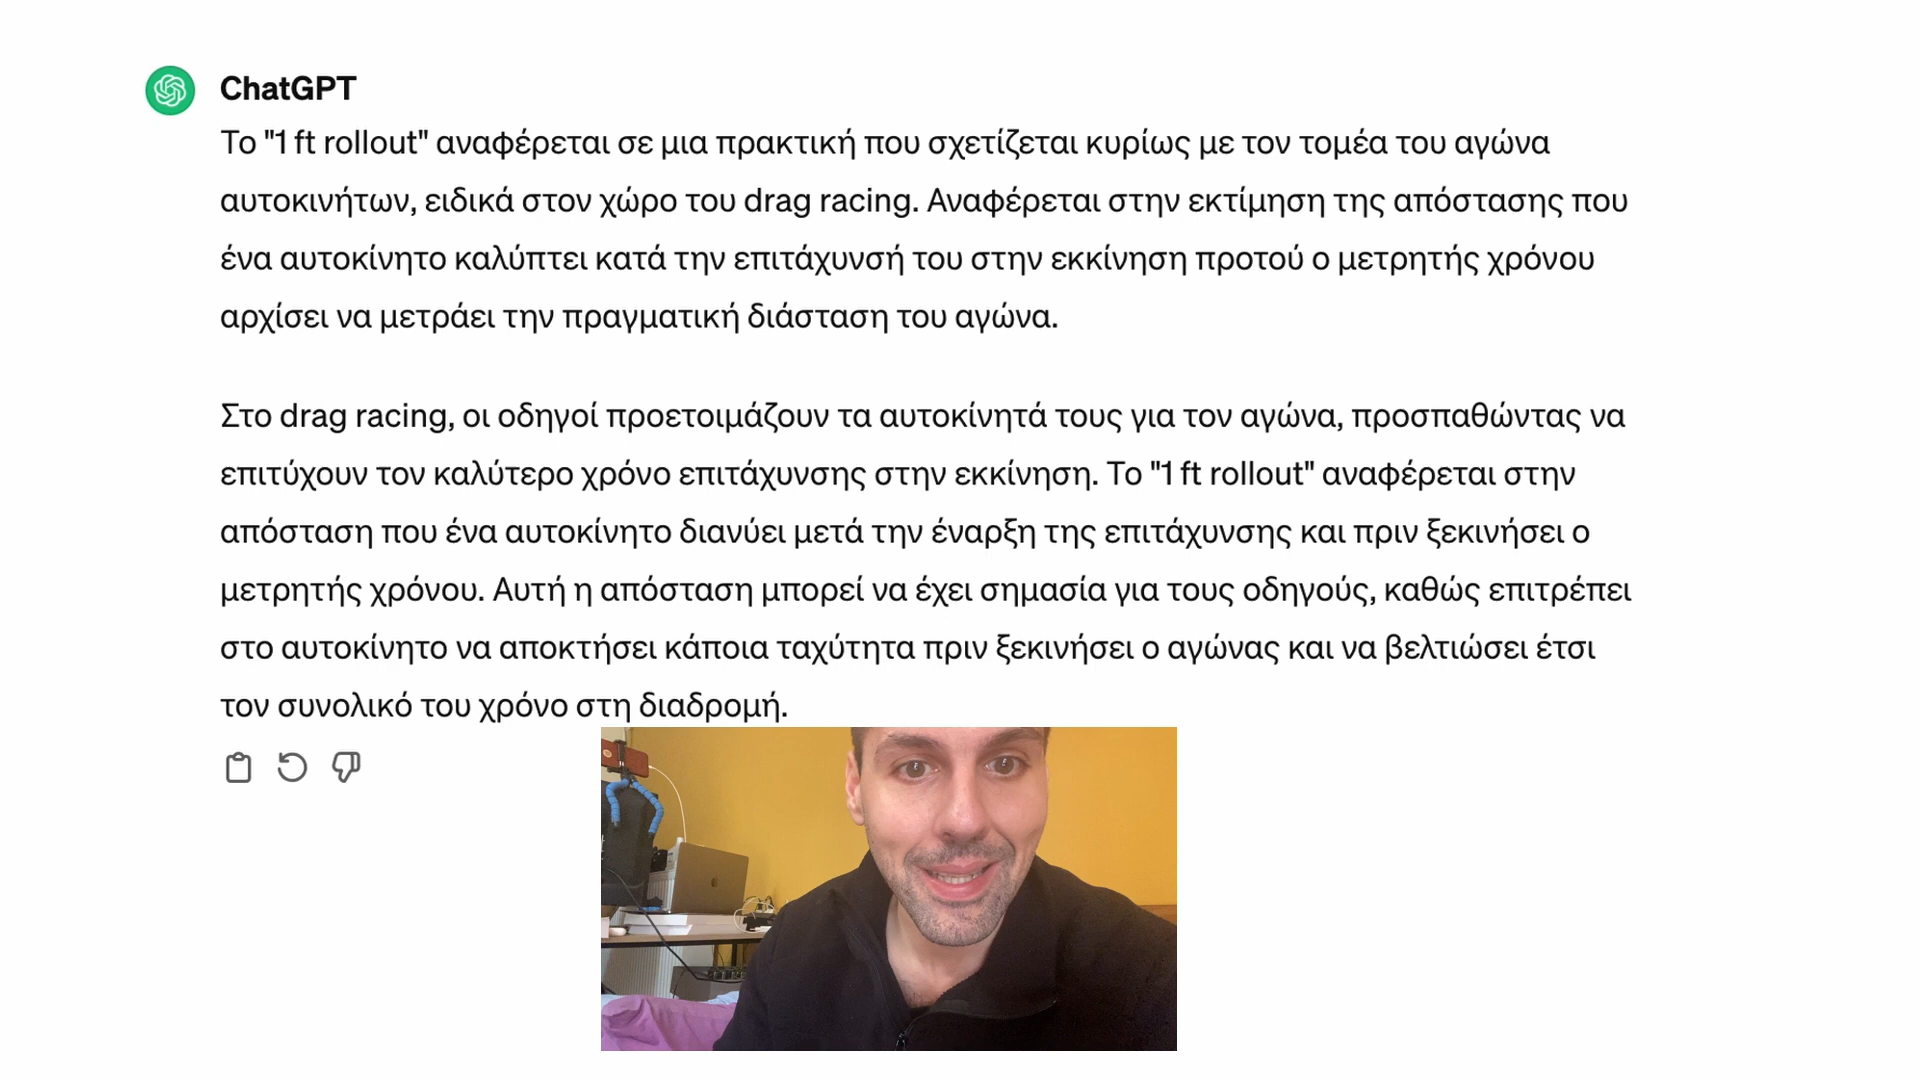 ChatGPT
Το "1 ft rollout" αναφέρεται σε μια πρακτική που σχετίζεται κυρίως με τον τομέα του αγώνα
αυτοκινήτων, ειδικά στον χώρο του drag racing. Αναφέρεται στην εκτίμηση της απόστασης που
ένα αυτοκίνητο καλύπτει κατά την επιτάχυνσή του στην εκκίνηση προτού ο μετρητής χρόνου
αρχίσει να μετράει την πραγματική διάσταση του αγώνα.
Στο drag racing, οι οδηγοί προετοιμάζουν τα αυτοκίνητά τους για τον αγώνα, προσπαθώντας να
επιτύχουν τον καλύτερο χρόνο επιτάχυνσης στην εκκίνηση. Το "1 ft rollout" αναφέρεται στην
απόσταση που ένα αυτοκίνητο διανύει μετά την έναρξη της επιτάχυνσης και πριν ξεκινήσει ο
μετρητής χρόνου. Αυτή η απόσταση μπορεί να έχει σημασία για τους οδηγούς, καθώς επιτρέπει
στο αυτοκίνητο να αποκτήσει κάποια ταχύτητα πριν ξεκινήσει ο αγώνας και να βελτιώσει έτσι
τον συνολικό του χρόνο στη διαδρομή.